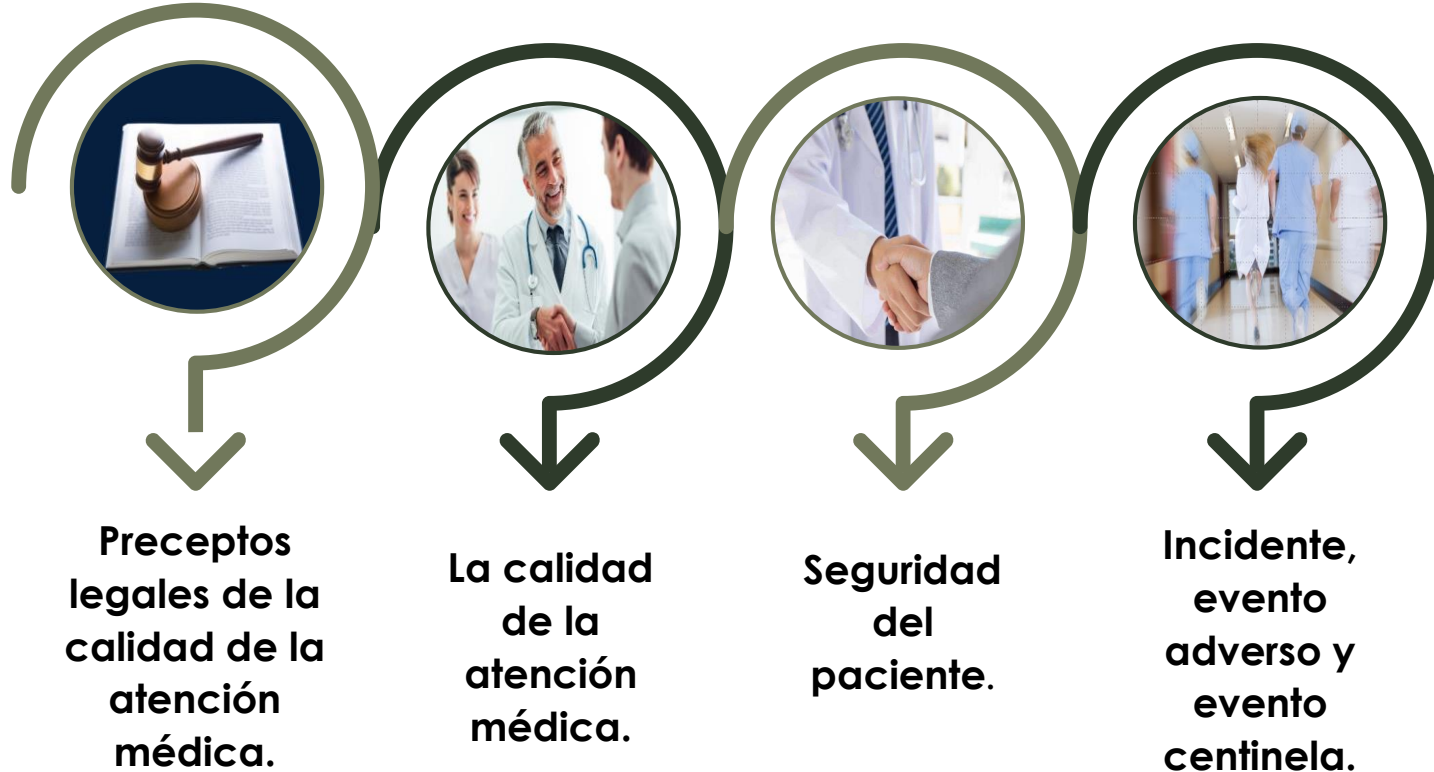 Preceptos
legales de la
calidad de la
atención
médica.
La calidad
de la
atención
médica.
Seguridad
del
paciente.
Incidente,
evento
adverso y
evento
centinela.